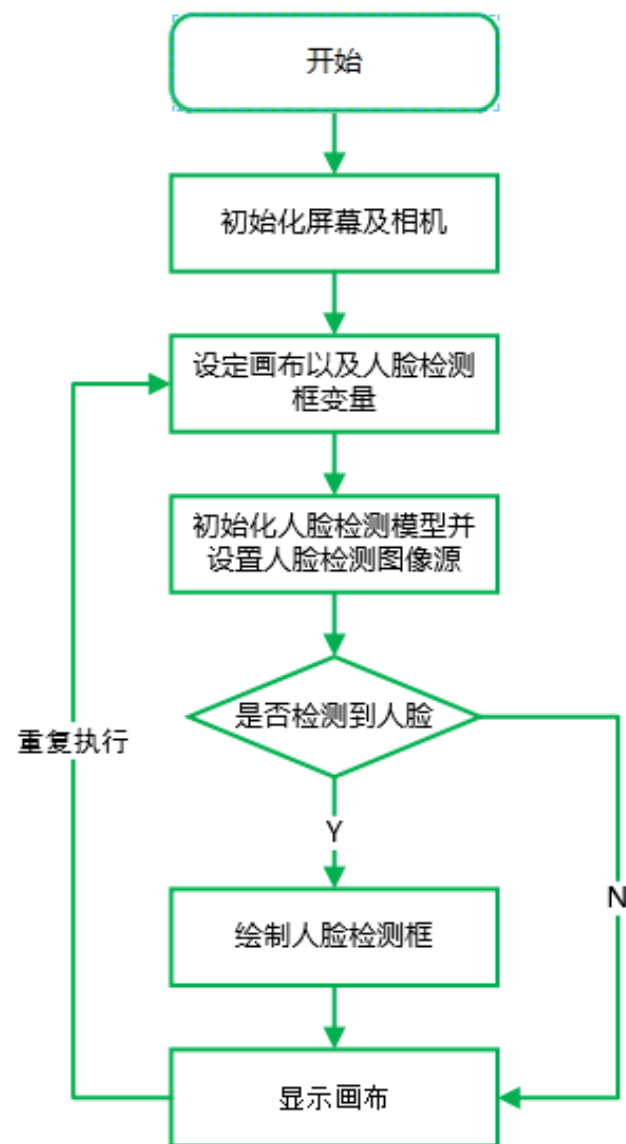 开始
初始化屏幕及相机
设定画布以及人脸检测
框变量
初始化人脸检测模型并
设置人脸检测图像源
是否检测到人脸
重复执行
Y
N
绘制人脸检测框
显示画布